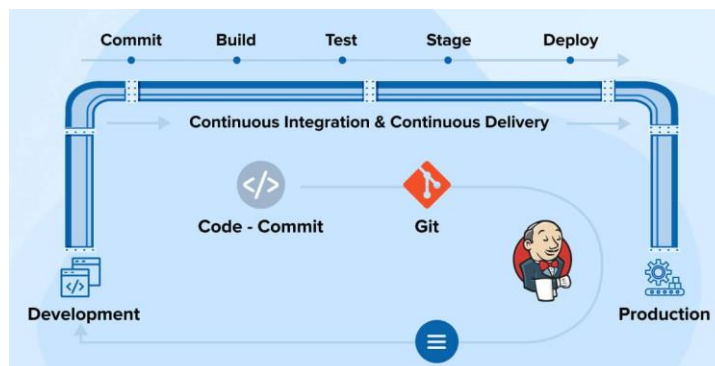 Commit Build Test Stage Deploy
Continuous Integration & Continuous Delivery
</>
Code - Commit Git
</>
Development Production